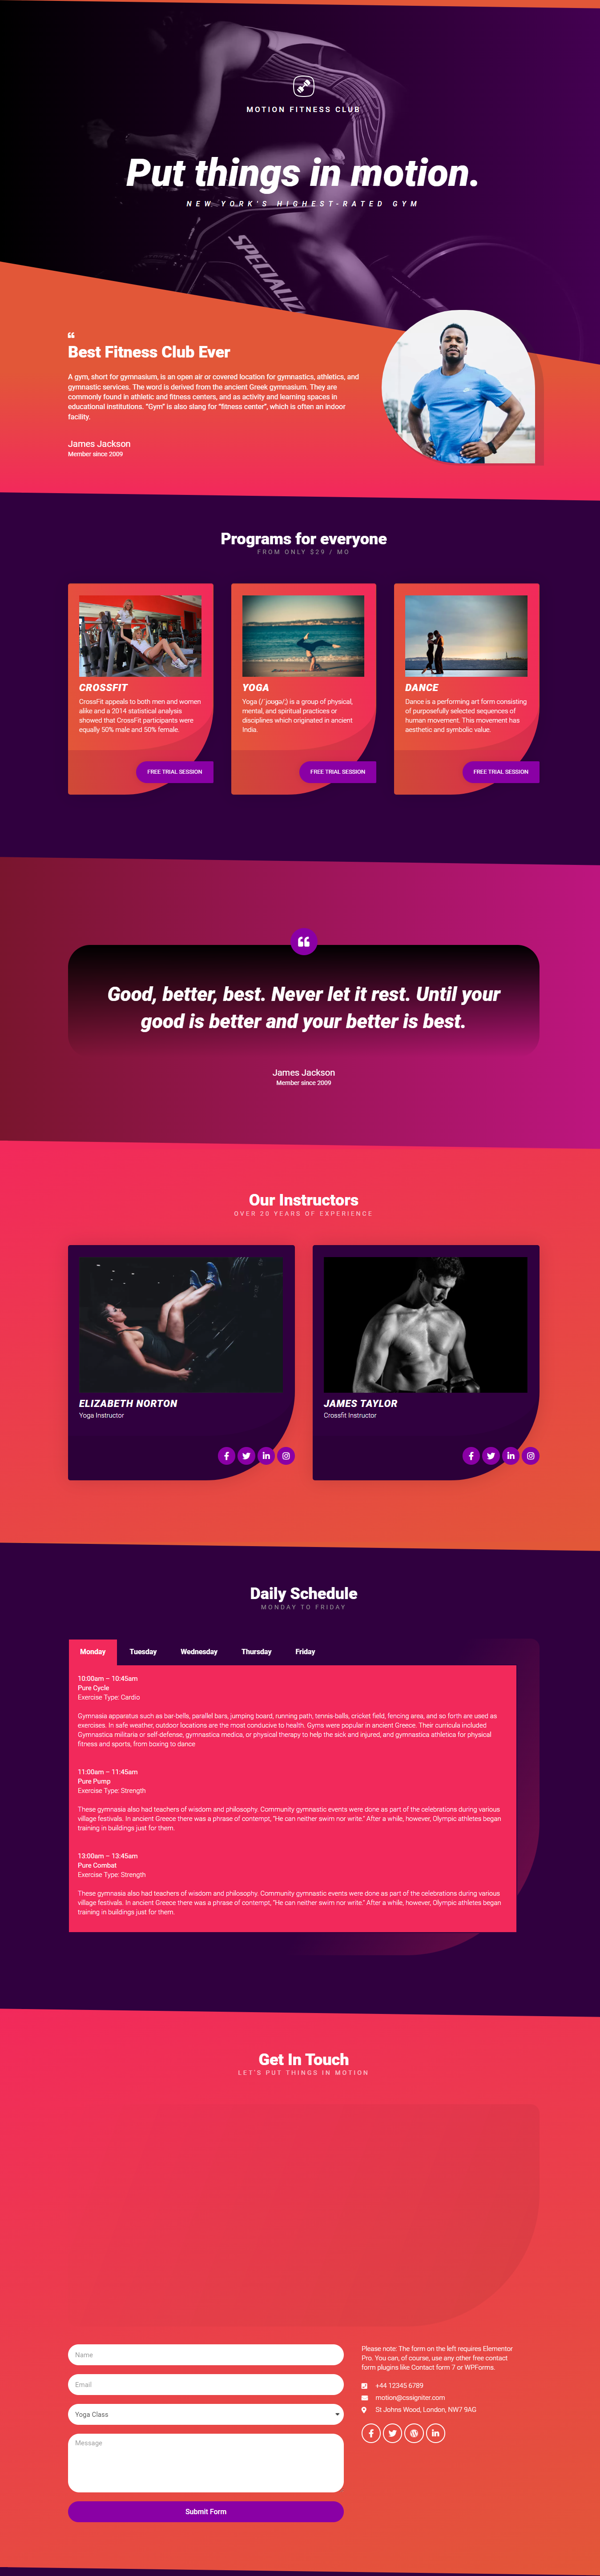 MOTION FITNESS CLUB
Put things in motion.
NEW YORK'S HIGHEST-RATED GYM
SPECIALIZ
“
Best Fitness Club Ever
A gym, short for gymnasium, is an open air or covered location for gymnastics, athletics, and
gymnastic services. The word is derived from the ancient Greek gymnasium. They are
commonly found in athletic and fitness centers, and as activity and learning spaces in
educational institutions. "Gym" is also slang for "fitness center", which is often an indoor
facility.
James Jackson
Member since 2009
Programs for everyone
FROM ONLY $29 / MO
CROSSFIT
CrossFit appeals to both men and women
alike and a 2014 statistical analysis
showed that CrossFit participants were
equally 50% male and 50% female.
FREE TRIAL SESSION
YOGA
Yoga (/ˈjoʊɡə/;) is a group of physical,
mental, and spiritual practices or
disciplines which originated in ancient
India.
FREE TRIAL SESSION
DANCE
Dance is a performing art form consisting
of purposefully selected sequences of
human movement. This movement has
aesthetic and symbolic value.
FREE TRIAL SESSION
“
Good, better, best. Never let it rest. Until your
good is better and your better is best.
James Jackson
Member since 2009
Our Instructors
OVER 20 YEARS OF EXPERIENCE
ELIZABETH NORTON
Yoga Instructor
JAMES TAYLOR
Crossfit Instructor
Daily Schedule
MONDAY TO FRIDAY
Monday Tuesday Wednesday Thursday Friday
10:00am – 10:45am
Pure Cycle
Exercise Type: Cardio
Gymnasia apparatus such as bar-bells, parallel bars, jumping board, running path, tennis-balls, cricket field, fencing area, and so forth are used as
exercises. In safe weather, outdoor locations are the most conducive to health. Gyms were popular in ancient Greece. Their curricula included
Gymnastica militaria or self-defense, gymnastica medica, or physical therapy to help the sick and injured, and gymnastica athletica for physical
fitness and sports, from boxing to dance
11:00am – 11:45am
Pure Pump
Exercise Type: Strength
These gymnasia also had teachers of wisdom and philosophy. Community gymnastic events were done as part of the celebrations during various
village festivals. In ancient Greece there was a phrase of contempt, "He can neither swim nor write." After a while, however, Olympic athletes began
training in buildings just for them.
13:00am – 13:45am
Pure Combat
Exercise Type: Strength
These gymnasia also had teachers of wisdom and philosophy. Community gymnastic events were done as part of the celebrations during various
village festivals. In ancient Greece there was a phrase of contempt, "He can neither swim nor write." After a while, however, Olympic athletes began
training in buildings just for them.
Get In Touch
LET'S PUT THINGS IN MOTION
Name
Email
Yoga Class
Message
Submit Form
Please note: The form on the left requires Elementor
Pro. You can, of course, use any other free contact
form plugins like Contact form 7 or WPForms.
+44 12345 6789
motion@cssigniter.com
St Johns Wood, London, NW7 9AG